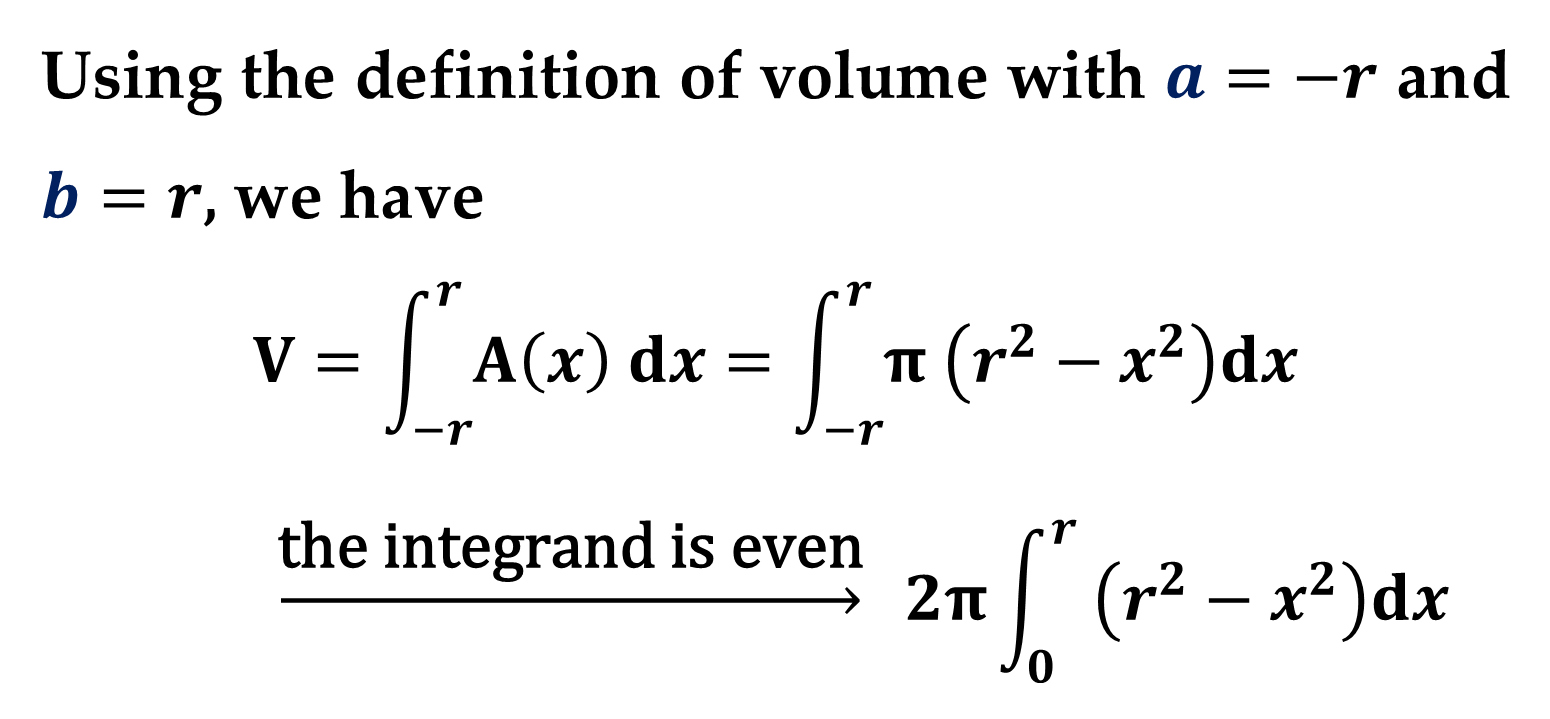 Using the definition of volume with a = −r and
b = r, we have
V = ∫_{−r}^{r} A(x) dx = ∫_{−r}^{r} π (r² − x²)dx
the integrand is even → 2π ∫_{0}^{r} (r² − x²)dx